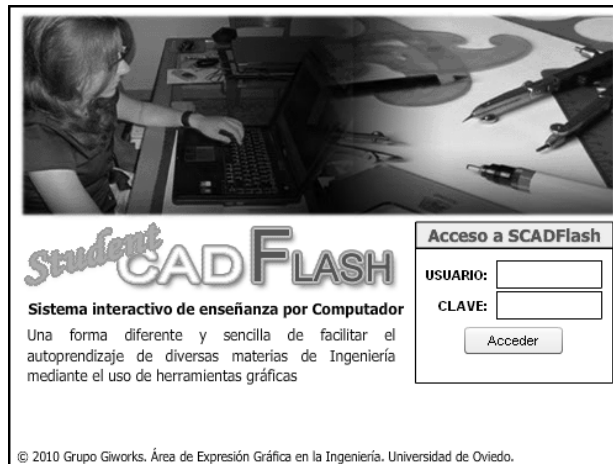 Student
CAD FLASH
Sistema interactivo de enseñanza por Computador
Una forma diferente y sencilla de facilitar el
autoprendizaje de diversas materias de Ingeniería
mediante el uso de herramientas gráficas
Acceso a SCADFlash
USUARIO:
CLAVE:
Acceder
© 2010 Grupo Giworks. Área de Expresión Gráfica en la Ingeniería. Universidad de Oviedo.